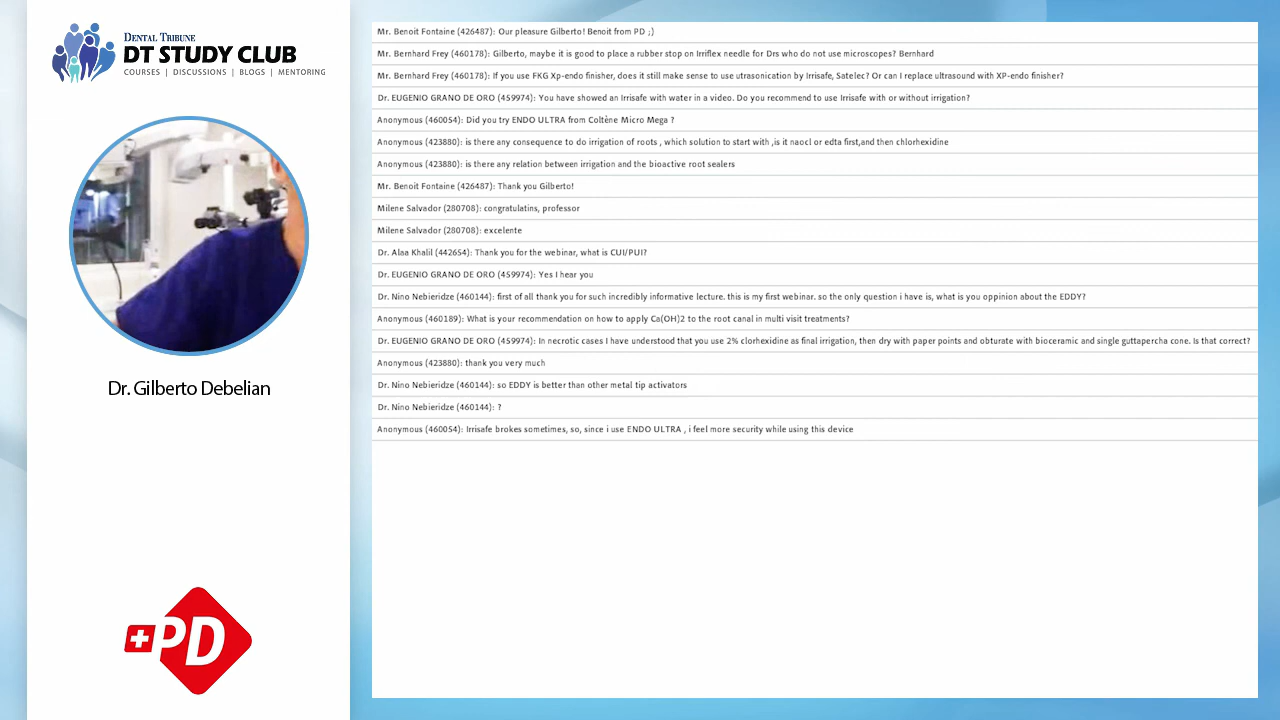 DENTAL TRIBUNE
DT STUDY CLUB
COURSES | DISCUSSIONS | BLOGS | MENTORING
Dr. Gilberto Debelian
PD
Mr. Benoit Fontaine (426487): Our pleasure Gilberto! Benoit from PD ;)
Mr. Bernhard Frey (460178): Gilberto, maybe it is good to place a rubber stop on Irriflex needle for Drs who do not use microscopes? Bernhard
Mr. Bernhard Frey (460178): If you use FKG Xp-endo finisher, does it still make sense to use utrasonication by Irrisafe, Satelec? Or can I replace ultrasound with XP-endo finisher?
Dr. EUGENIO GRANO DE ORO (459974): You have showed an Irrisafe with water in a video. Do you recommend to use Irrisafe with or without irrigation?
Anonymous (460054): Did you try ENDO ULTRA from Coltène Micro Mega ?
Anonymous (423880): is there any consequence to do irrigation of roots , which solution to start with ,is it naocl or edta first,and then chlorhexidine
Anonymous (423880): is there any relation between irrigation and the bioactive root sealers
Mr. Benoit Fontaine (426487): Thank you Gilberto!
Milene Salvador (280708): congratulatins, professor
Milene Salvador (280708): excelente
Dr. Alaa Khalil (442654): Thank you for the webinar, what is CUI/PUI?
Dr. EUGENIO GRANO DE ORO (459974): Yes I hear you
Dr. Nino Nebieridze (460144): first of all thank you for such incredibly informative lecture. this is my first webinar. so the only question i have is, what is you oppinion about the EDDY?
Anonymous (460189): What is your recommendation on how to apply Ca(OH)2 to the root canal in multi visit treatments?
Dr. EUGENIO GRANO DE ORO (459974): In necrotic cases I have understood that you use 2% clorhexidine as final irrigation, then dry with paper points and obturate with bioceramic and single guttapercha cone. Is that correct?
Anonymous (423880): thank you very much
Dr. Nino Nebieridze (460144): so EDDY is better than other metal tip activators
Dr. Nino Nebieridze (460144): ?
Anonymous (460054): Irrisafe brokes sometimes, so, since i use ENDO ULTRA , i feel more security while using this device